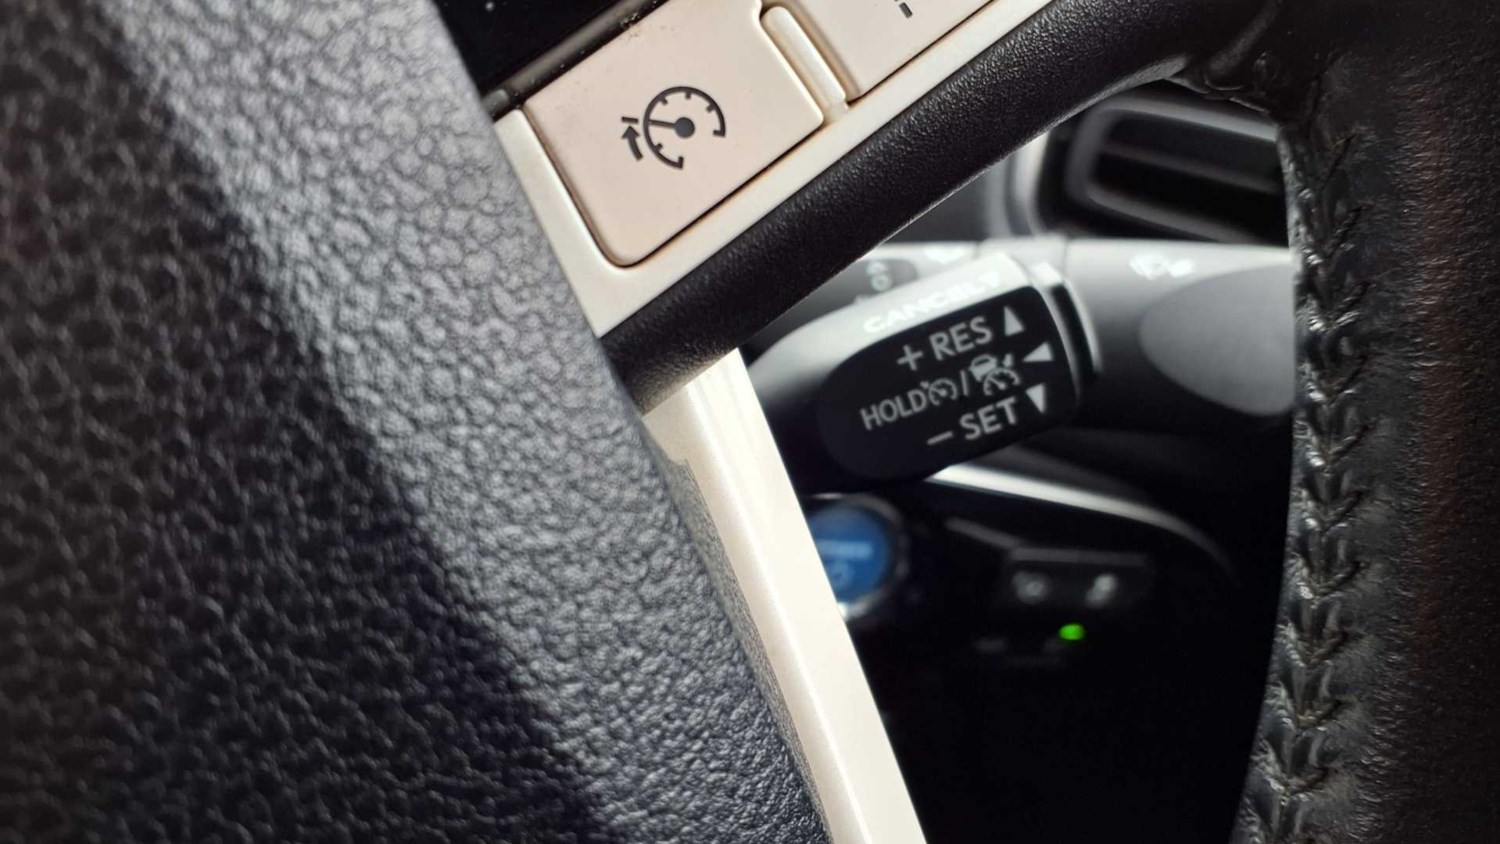 CANCEL
+ RES ▲
HOLD / ◀
– SET ▼